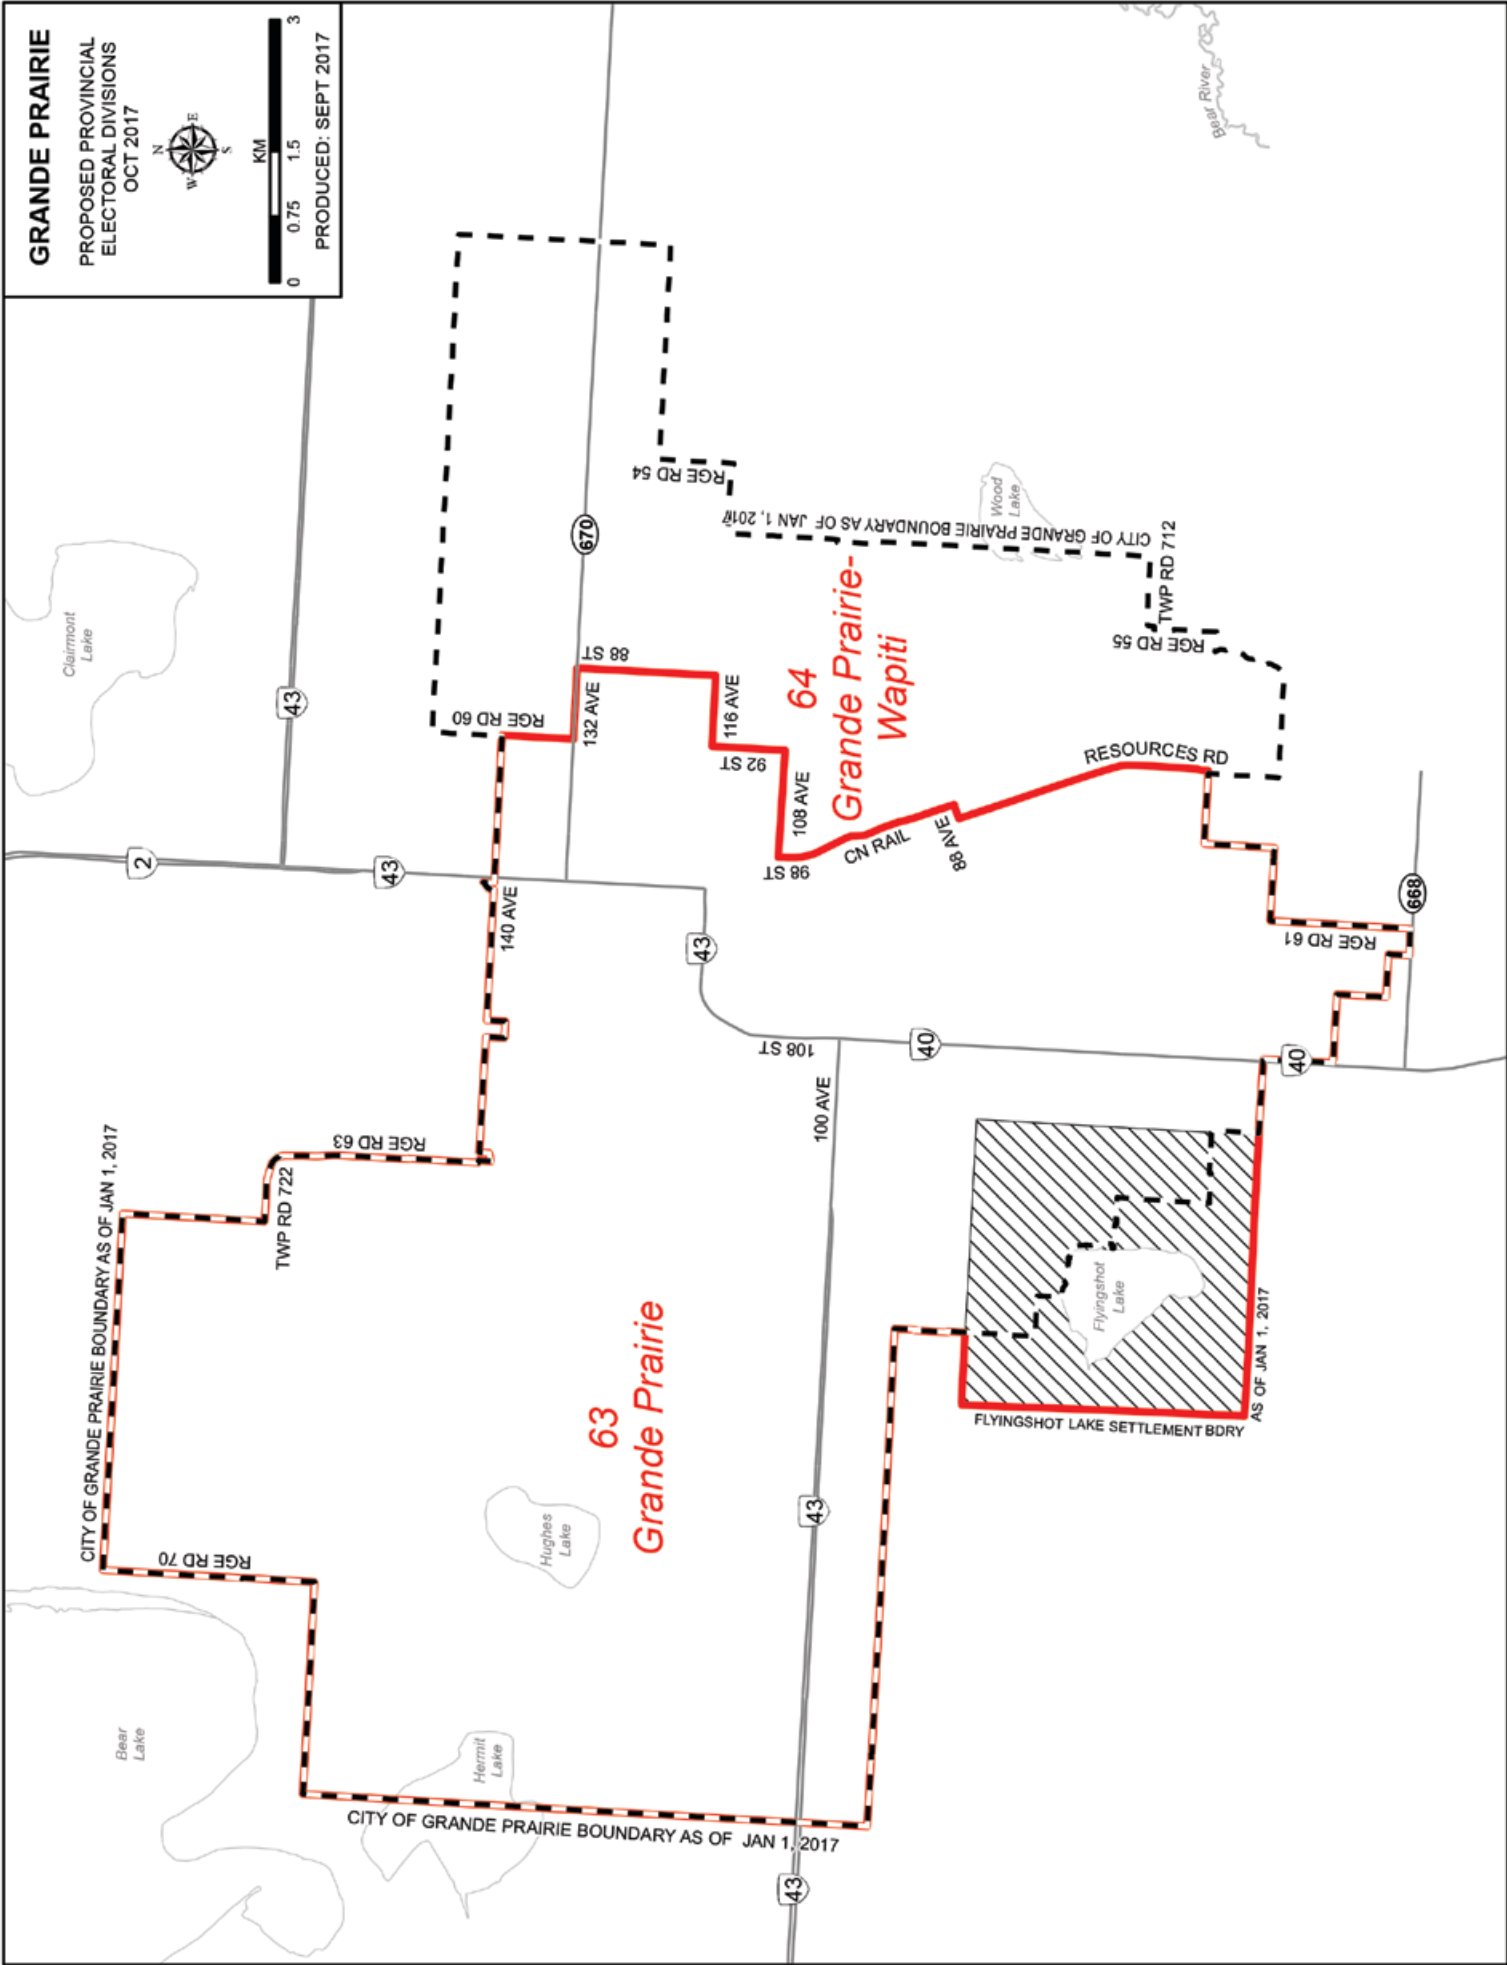 GRANDE PRAIRIE
PROPOSED PROVINCIAL
ELECTORAL DIVISIONS
OCT 2017
N
W
E
S
KM
0
0.75
1.5
3
PRODUCED: SEPT 2017
Bear River
Clairmont
Lake
43
2
43
670
RGE RD 60
132 AVE
88 ST
116 AVE
92 ST
108 AVE
98 ST
CN RAIL
88 AVE
RESOURCES RD
RGE RD 54
CITY OF GRANDE PRAIRIE BOUNDARY AS OF JAN 1, 2017
Wood
Lake
TWP RD 712
RGE RD 55
64
Grande Prairie-
Wapiti
140 AVE
43
108 ST
40
100 AVE
40
RGE RD 61
668
CITY OF GRANDE PRAIRIE BOUNDARY AS OF JAN 1, 2017
TWP RD 722
RGE RD 63
RGE RD 70
63
Grande Prairie
Hughes
Lake
43
Flyingshot
Lake
FLYINGSHOT LAKE SETTLEMENT BDRY
AS OF JAN 1, 2017
Bear
Lake
Hermit
Lake
CITY OF GRANDE PRAIRIE BOUNDARY AS OF JAN 1, 2017
43